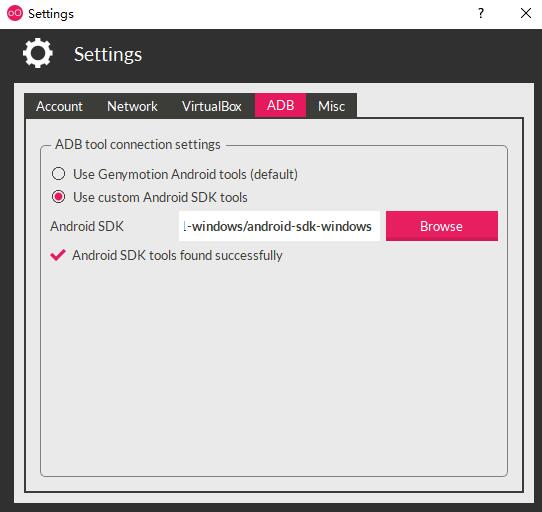 Settings
?
Settings
Account Network VirtualBox ADB Misc
ADB tool connection settings
Use Genymotion Android tools (default)
Use custom Android SDK tools
Android SDK l-windows/android-sdk-windows Browse
Android SDK tools found successfully